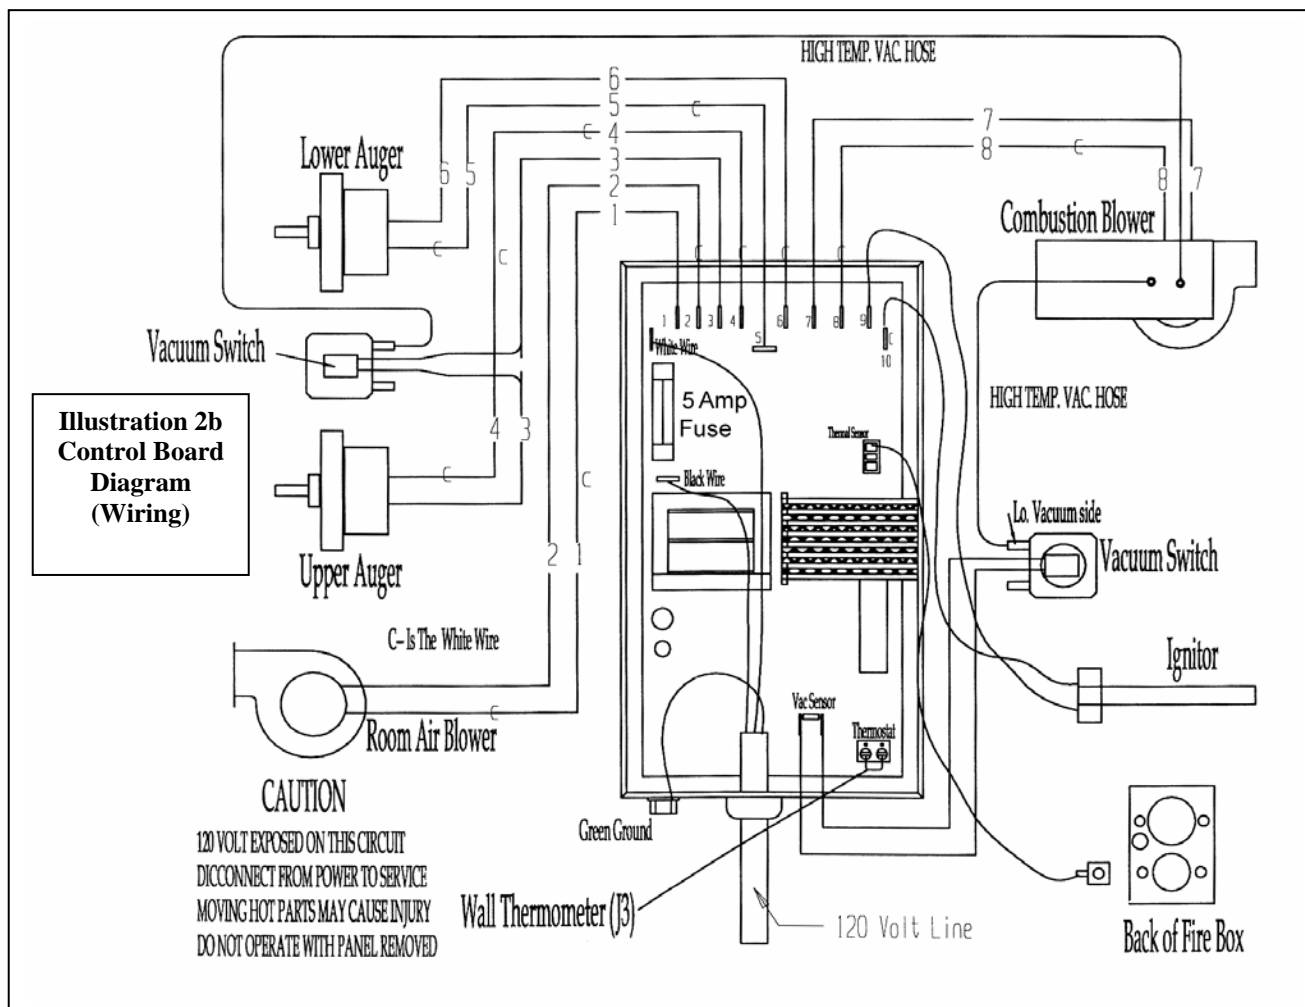 HIGH TEMP. VAC. HOSE
6
5
C
C 4
3
2
1
7
8
C
Lower Auger
6 5
C
C
8 7
Combustion Blower
C C C C
1 2 3 4 5 6 7 8 9 C
10
White Wire
Vacuum Switch
5 Amp
Fuse
HIGH TEMP. VAC. HOSE
Illustration 2b
Control Board
Diagram
(Wiring)
4 3
Thermal Sensor
C
C
Black Wire
Lo. Vacuum side
Vacuum Switch
Upper Auger
2 1
C- Is The White Wire
Ignitor
C
Room Air Blower
Vac Sensor
Thermostat
CAUTION
120 VOLT EXPOSED ON THIS CIRCUIT
DICCONNECT FROM POWER TO SERVICE
MOVING HOT PARTS MAY CAUSE INJURY
DO NOT OPERATE WITH PANEL REMOVED
Green Ground
Wall Thermometer (J3)
120 Volt Line
Back of Fire Box